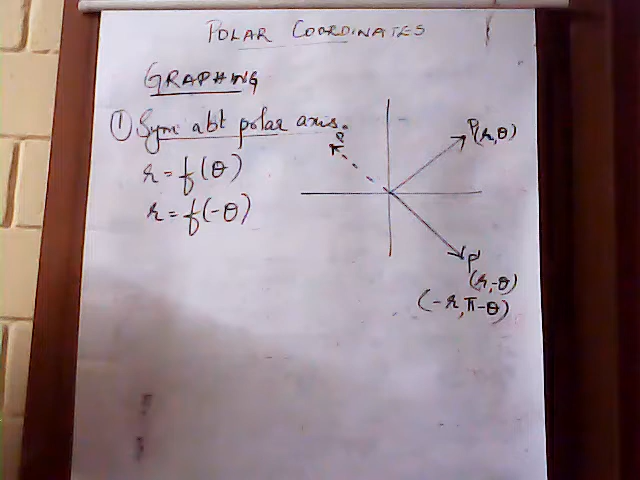 POLAR COORDINATES
GRAPHING
① Sym abt polar axis.
r = f(θ)
r = f(-θ)
P(r, θ)
P'
(r, -θ)
(-r, π-θ)